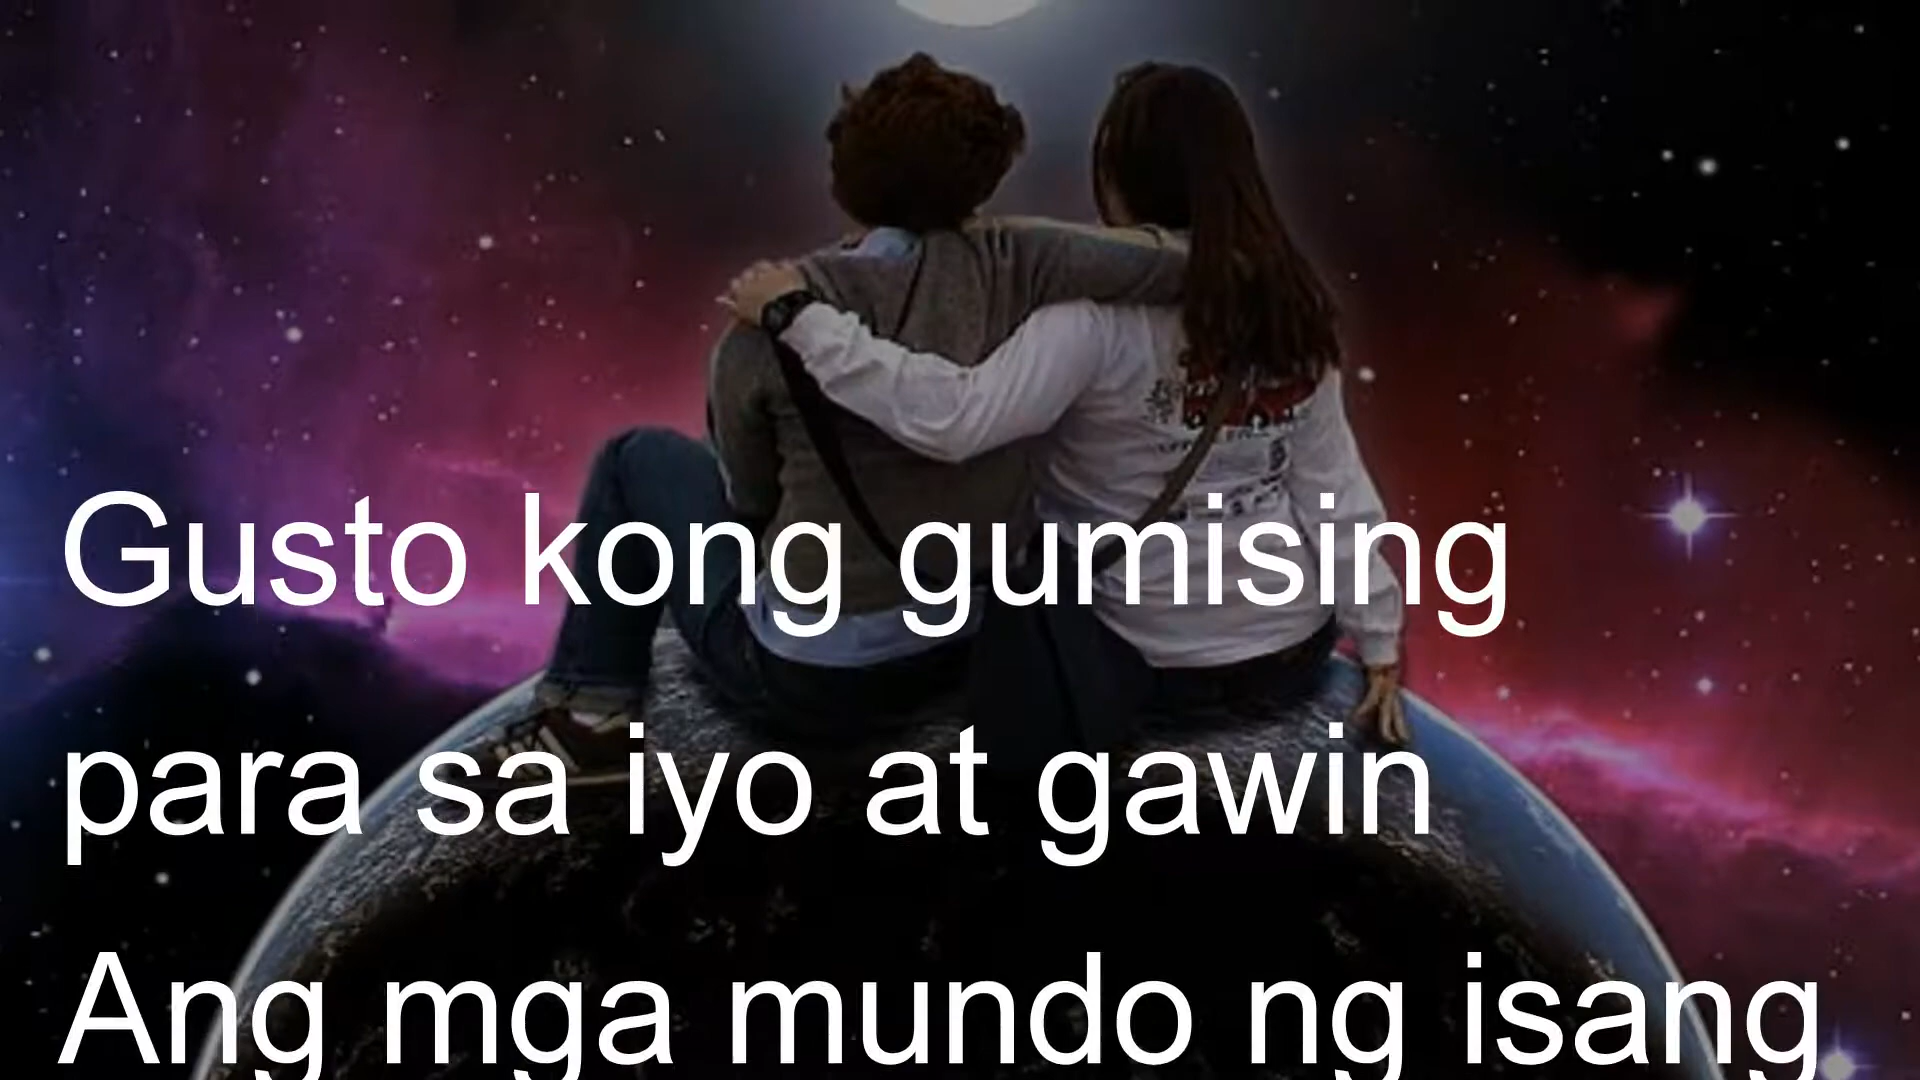 Gusto kong gumising
para sa iyo at gawin
Ang mga mundo ng isang